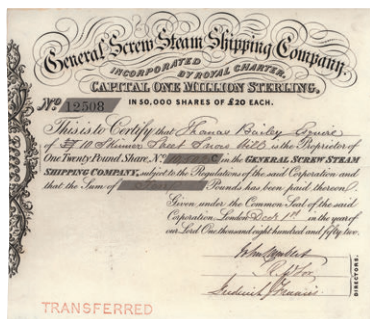 General Screw Steam Shipping Company.
INCORPORATED
BY ROYAL CHARTER.
CAPITAL ONE MILLION STERLING,
IN 50,000 SHARES OF £20 EACH.
No 12508
This is to Certify that Thomas Bailey Esquire
of 10 Skinner Street Snow Hill is the Proprietor of
One Twenty Pound Share, No. in the GENERAL SCREW STEAM
SHIPPING COMPANY, subject to the Regulations of the said Corporation and
that the Sum of Pounds has been paid thereon.
Given under the Common Seal of the said
Corporation, London Decr 1st in the year of
our Lord One thousand eight hundred and fifty two.
DIRECTORS.
TRANSFERRED